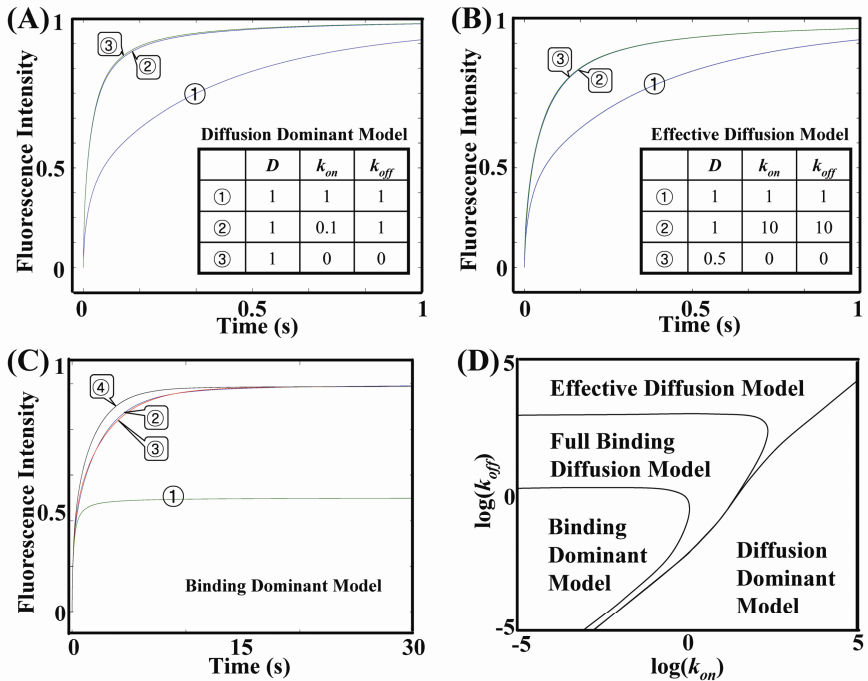 (A)
Fluorescence Intensity
1
0.5
0
③
②
①
Diffusion Dominant Model
D k_on k_off
① 1 1 1
② 1 0.1 1
③ 1 0 0
0 0.5 1
Time (s)
(B)
Fluorescence Intensity
1
0.5
0
③
②
①
Effective Diffusion Model
D k_on k_off
① 1 1 1
② 1 10 10
③ 0.5 0 0
0 0.5 1
Time (s)
(C)
Fluorescence Intensity
1
0.5
0
④
②
③
①
Binding Dominant Model
0 15 30
Time (s)
(D)
log(k_off)
5
0
-5
Effective Diffusion Model
Full Binding
Diffusion Model
Binding
Dominant
Model
Diffusion
Dominant
Model
-5 0 5
log(k_on)